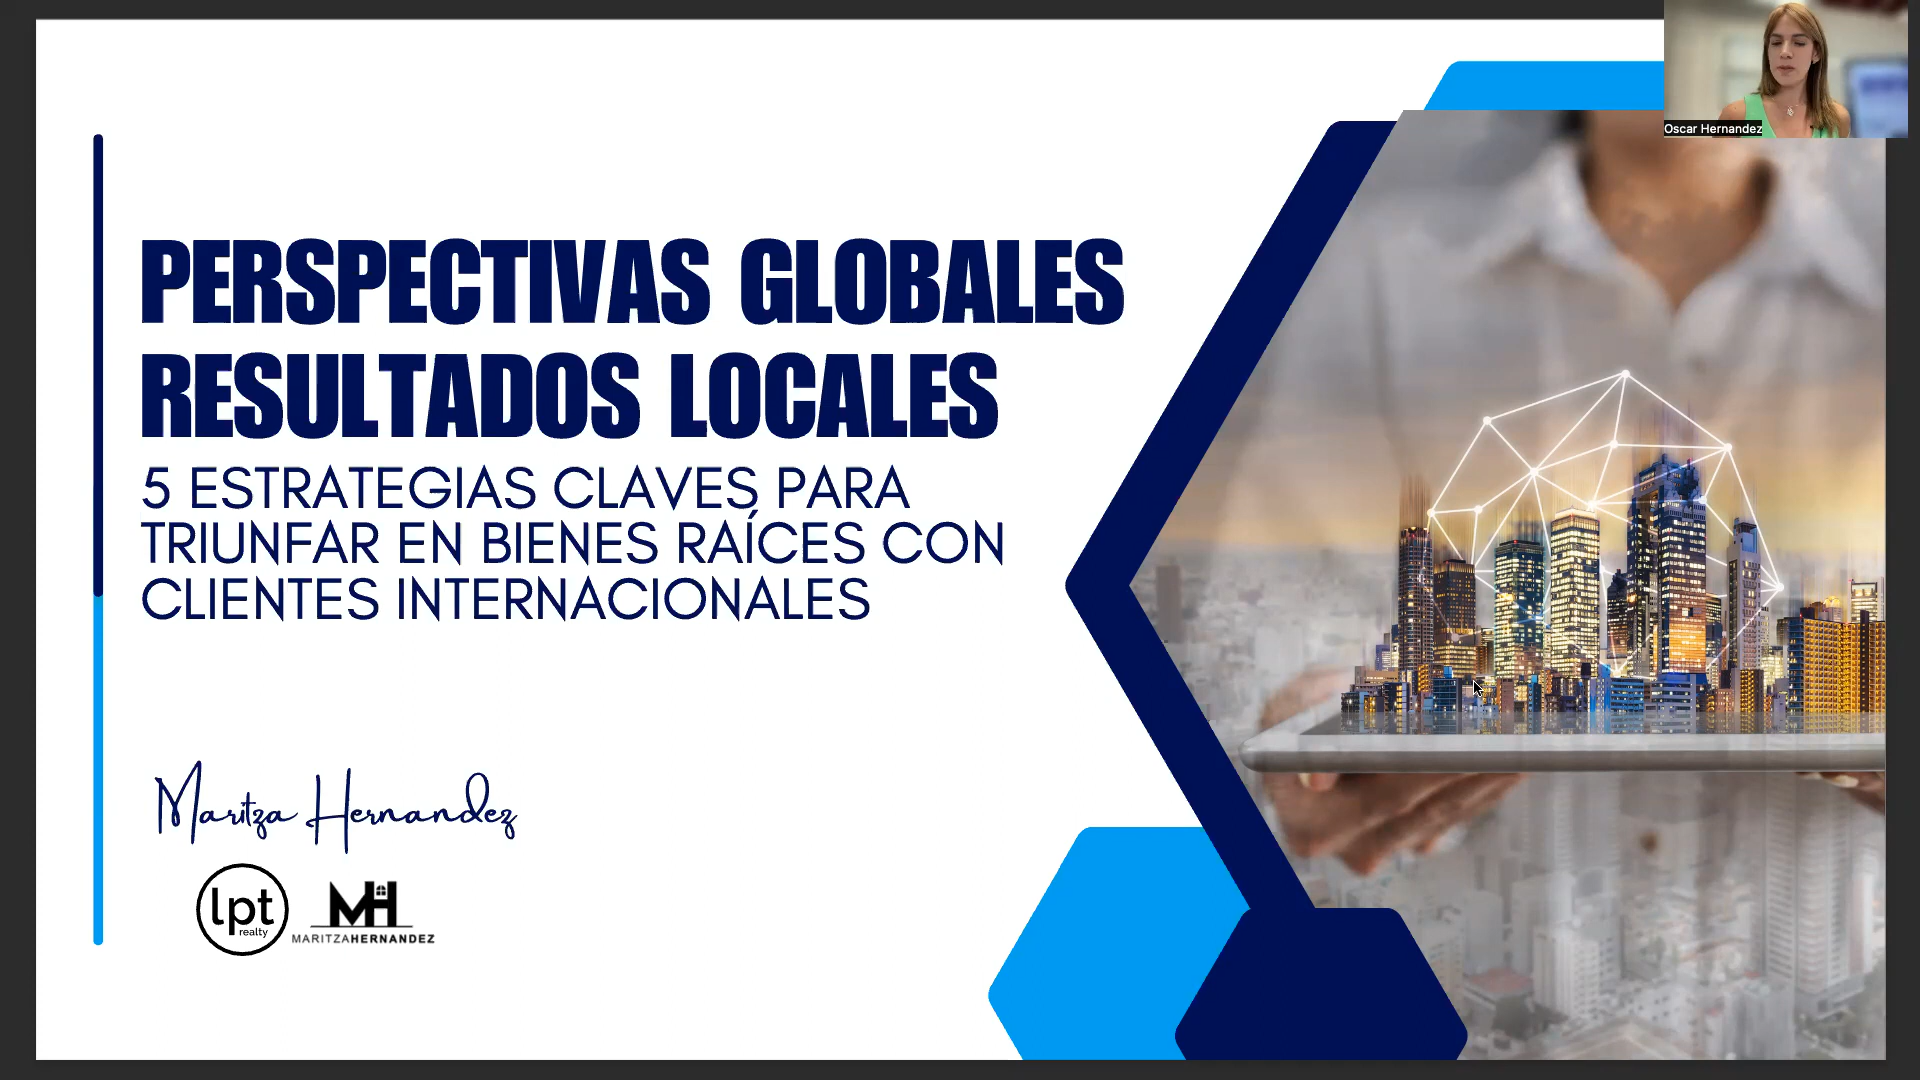 Oscar Hernandez
PERSPECTIVAS GLOBALES
RESULTADOS LOCALES
5 ESTRATEGIAS CLAVES PARA
TRIUNFAR EN BIENES RAÍCES CON
CLIENTES INTERNACIONALES
Maritza Hernandez
lpt
realty
MH
MARITZAHERNANDEZ